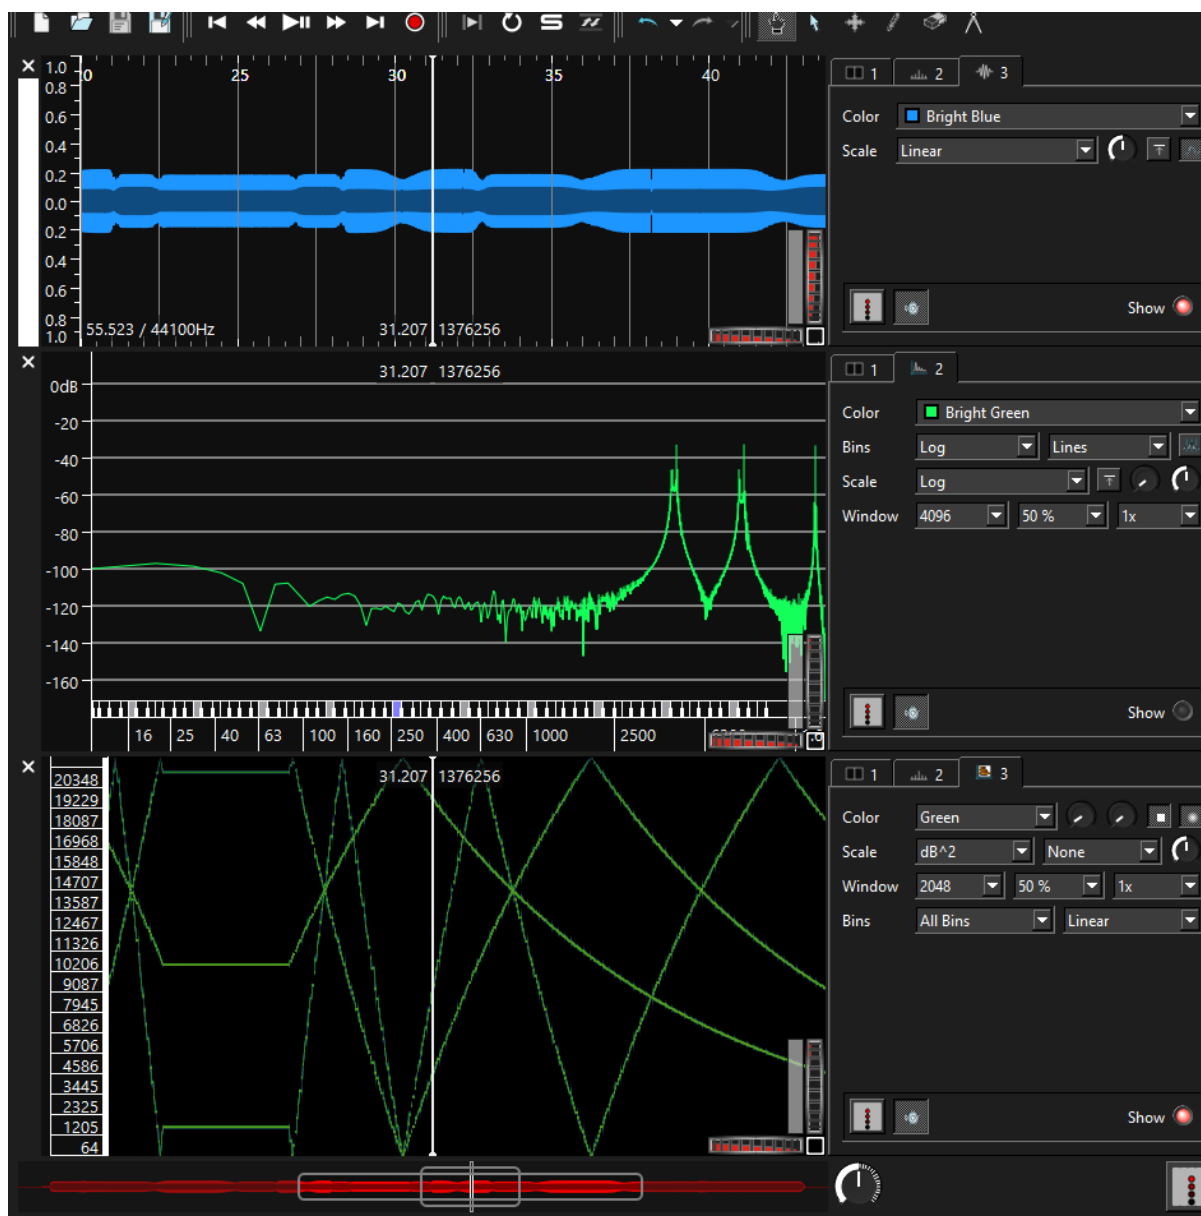 1.0
0.8
0.6
0.4
0.2
0.0
0.2
0.4
0.6
0.8
1.0
25
30
35
40
55.523 / 44100Hz
31.207 1376256
1 2 3
Color Bright Blue
Scale Linear
Show
31.207 1376256
0dB
-20
-40
-60
-80
-100
-120
-140
-160
16 25 40 63 100 160 250 400 630 1000 2500
1 2
Color Bright Green
Bins Log Lines
Scale Log
Window 4096 50 % 1x
Show
31.207 1376256
20348
19229
18087
16968
15848
14707
13587
12467
11326
10206
9087
7945
6826
5706
4586
3445
2325
1205
64
1 2 3
Color Green
Scale dB^2 None
Window 2048 50 % 1x
Bins All Bins Linear
Show